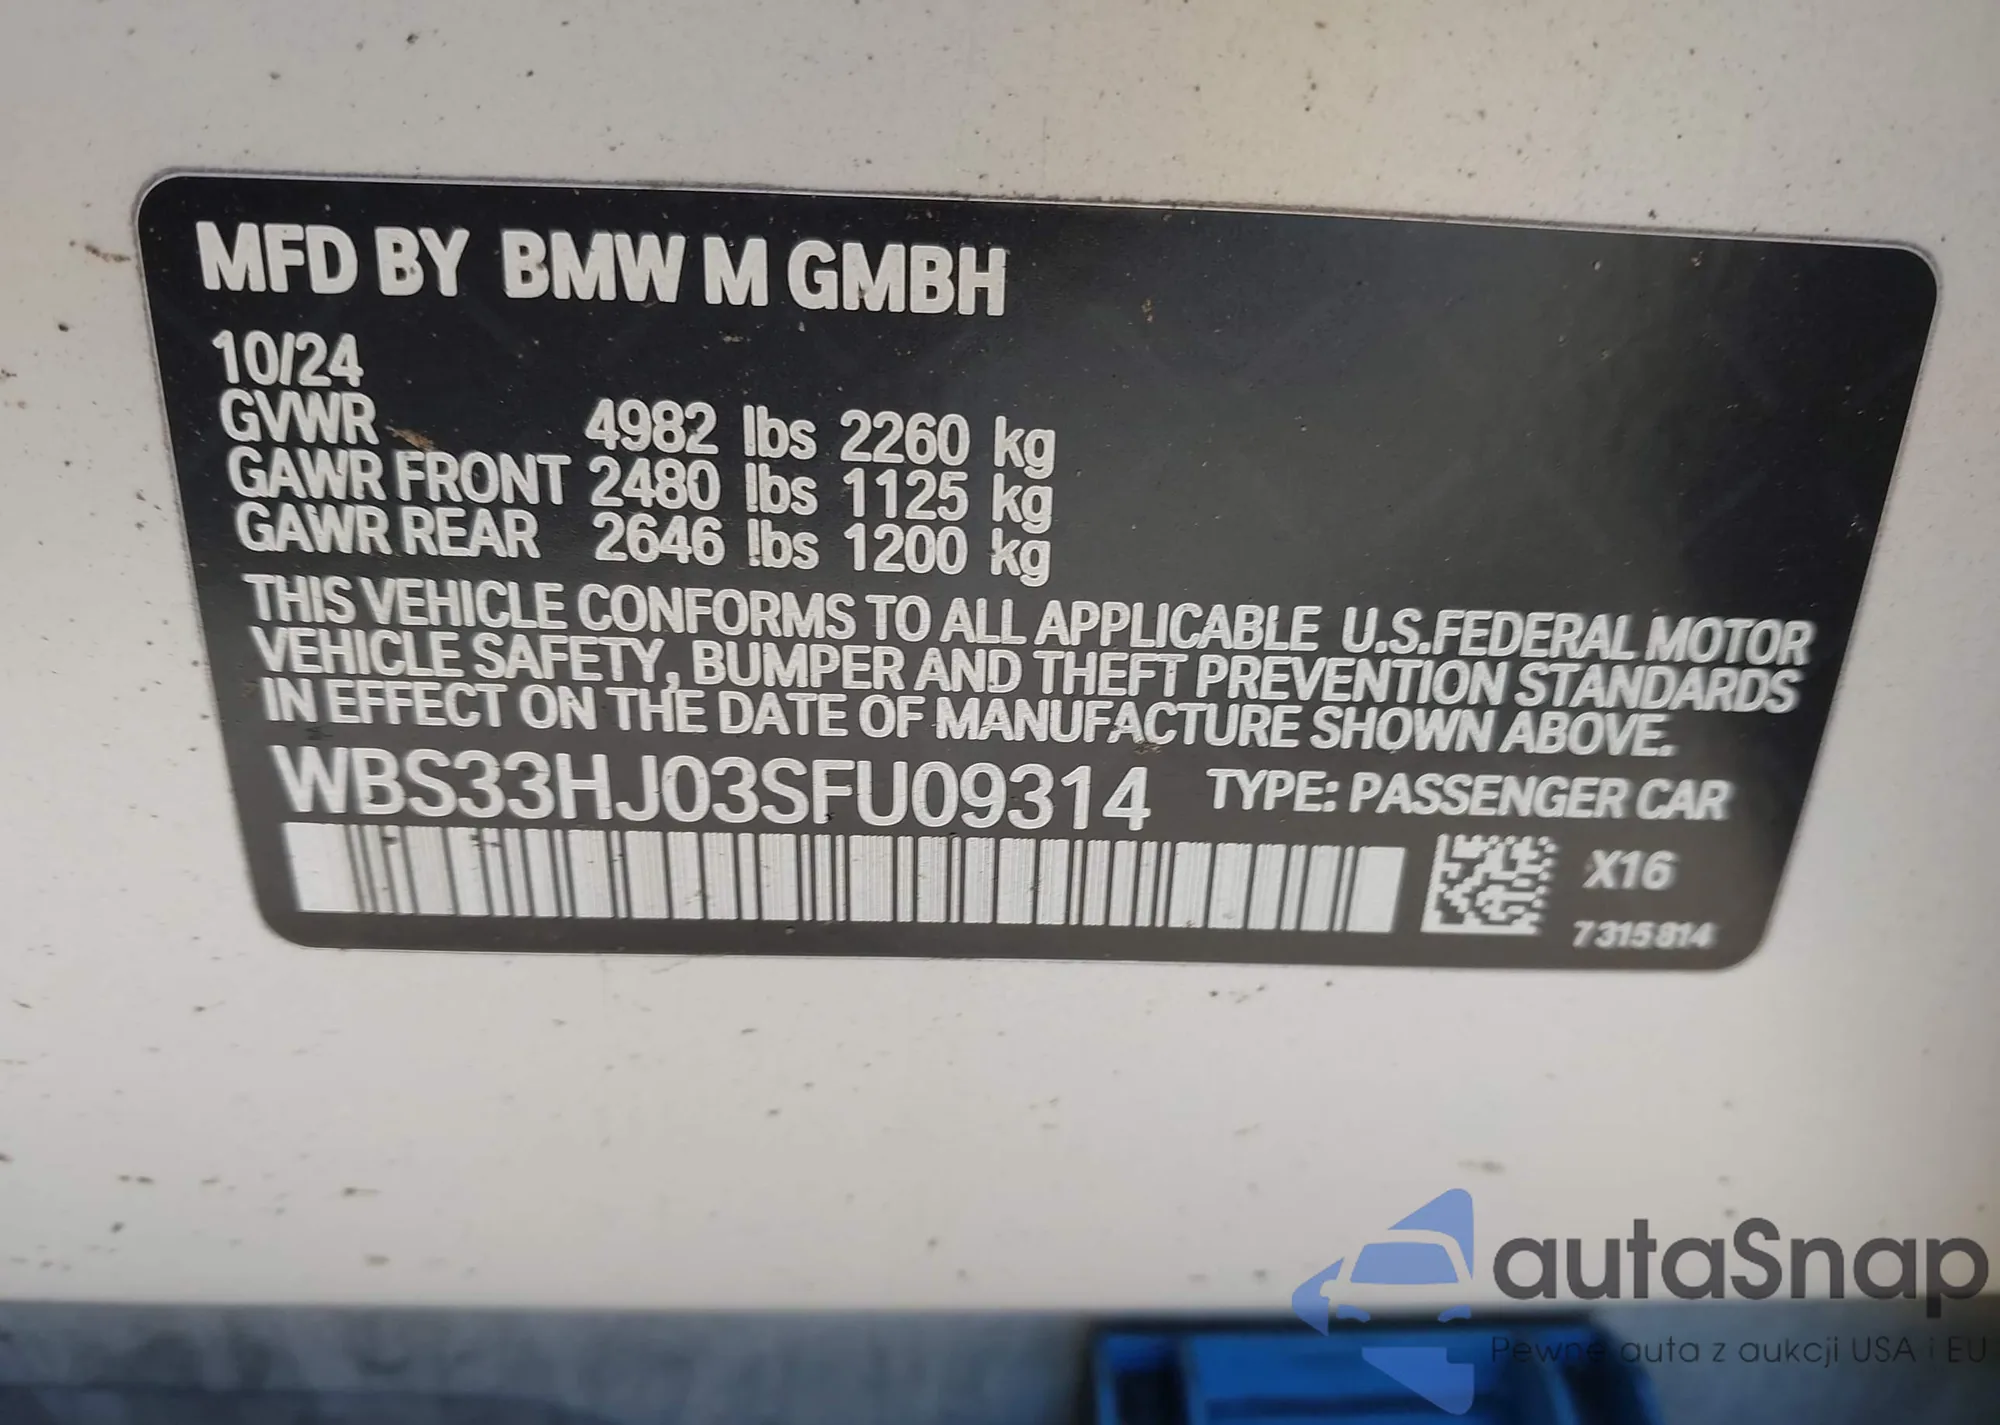 MFD BY BMW M GMBH
10/24
GVWR 4982 lbs 2260 kg
GAWR FRONT 2480 lbs 1125 kg
GAWR REAR 2646 lbs 1200 kg
THIS VEHICLE CONFORMS TO ALL APPLICABLE U.S.FEDERAL MOTOR
VEHICLE SAFETY, BUMPER AND THEFT PREVENTION STANDARDS
IN EFFECT ON THE DATE OF MANUFACTURE SHOWN ABOVE.
WBS33HJ03SFU09314 TYPE: PASSENGER CAR
X16
7315814
autaSnap
Pewne auta z aukcji USA i EU